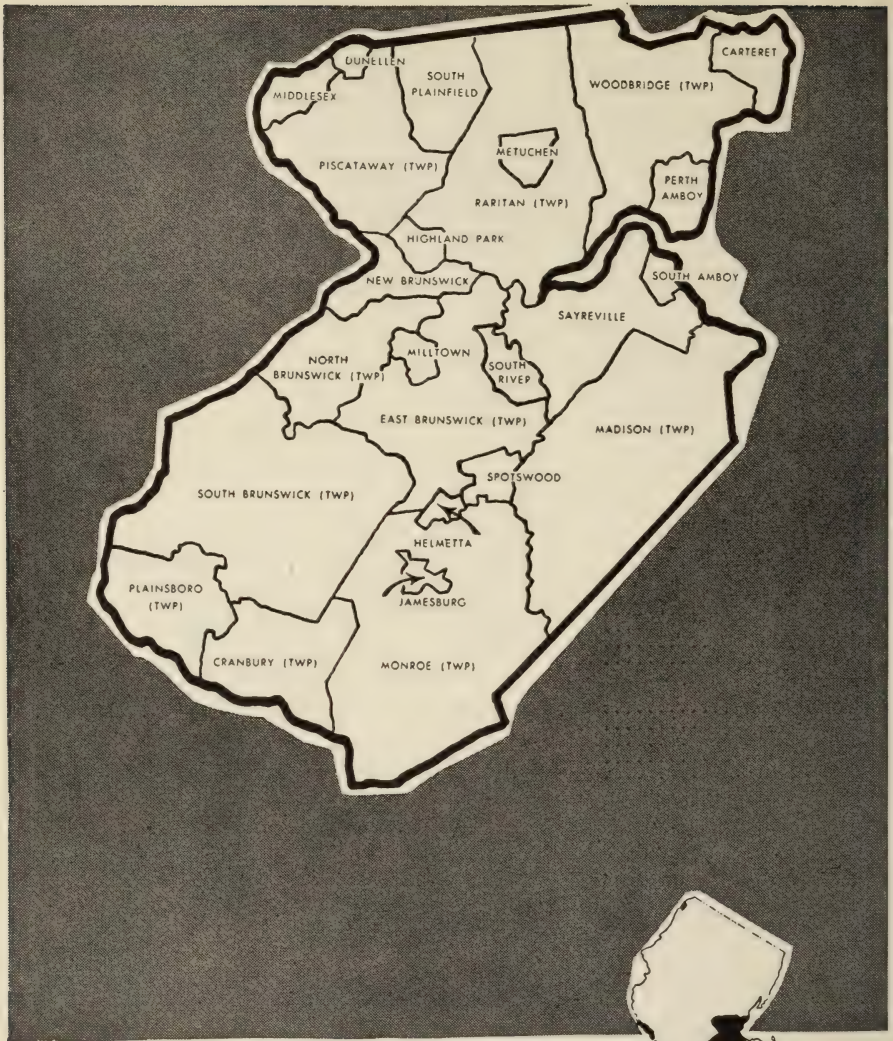 CARTERET
DUNELLEN
SOUTH
PLAINFIELD
WOODBRIDGE (TWP)
MIDDLESEX
METUCHEN
PISCATAWAY (TWP)
PERTH
AMBOY
RARITAN (TWP)
HIGHLAND PARK
SOUTH AMBOY
NEW BRUNSWICK
SAYREVILLE
MILLTOWN
NORTH
BRUNSWICK (TWP)
SOUTH
RIVER
EAST BRUNSWICK (TWP)
MADISON (TWP)
SPOTSWOOD
SOUTH BRUNSWICK (TWP)
HELMETTA
PLAINSBORO
(TWP)
JAMESBURG
CRANBURY (TWP)
MONROE (TWP)